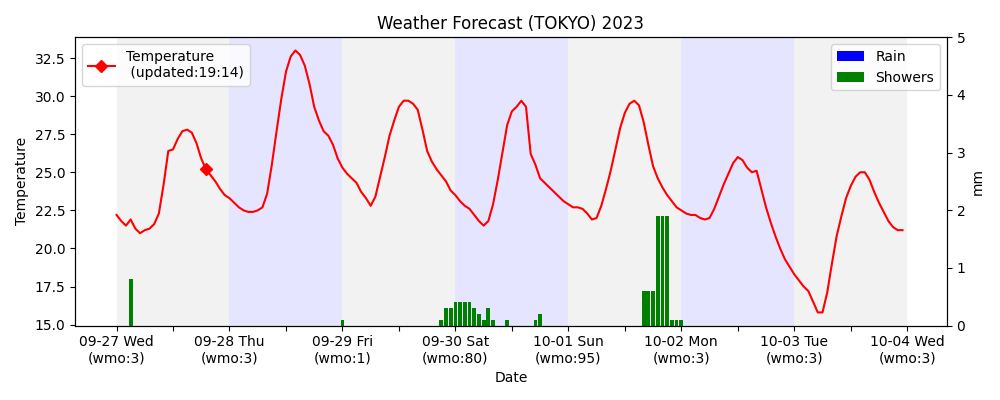 Weather Forecast (TOKYO) 2023
Temperature
(updated:19:14)
Rain
Showers
Temperature
32.5
30.0
27.5
25.0
22.5
20.0
17.5
15.0
5
4
3
2
1
0
mm
09-27 Wed
(wmo:3)
09-28 Thu
(wmo:3)
09-29 Fri
(wmo:1)
09-30 Sat
(wmo:80)
10-01 Sun
(wmo:95)
10-02 Mon
(wmo:3)
10-03 Tue
(wmo:3)
10-04 Wed
(wmo:3)
Date